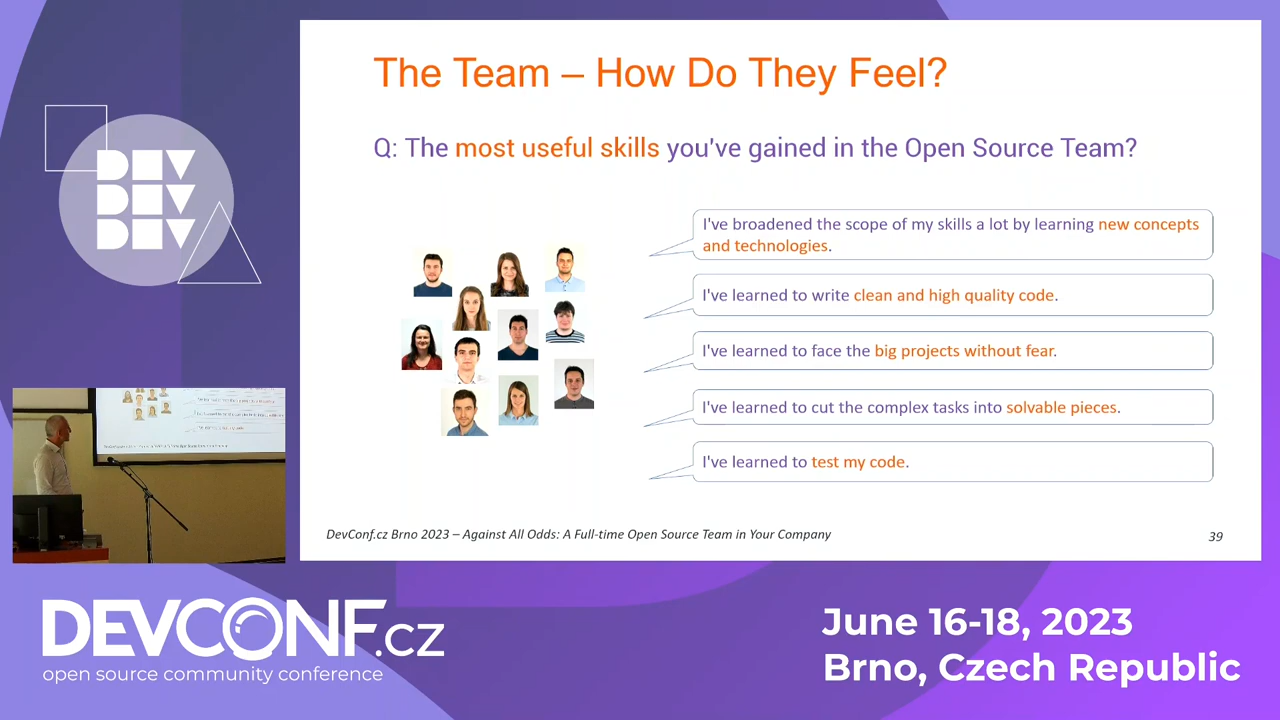 The Team – How Do They Feel?
Q: The most useful skills you've gained in the Open Source Team?
I've broadened the scope of my skills a lot by learning new concepts
and technologies.
I've learned to write clean and high quality code.
I've learned to face the big projects without fear.
I've learned to cut the complex tasks into solvable pieces.
I've learned to test my code.
DevConf.cz Brno 2023 – Against All Odds: A Full-time Open Source Team in Your Company
39
DEV
DEV
DEV
DEVCONF.cz
open source community conference
June 16-18, 2023
Brno, Czech Republic